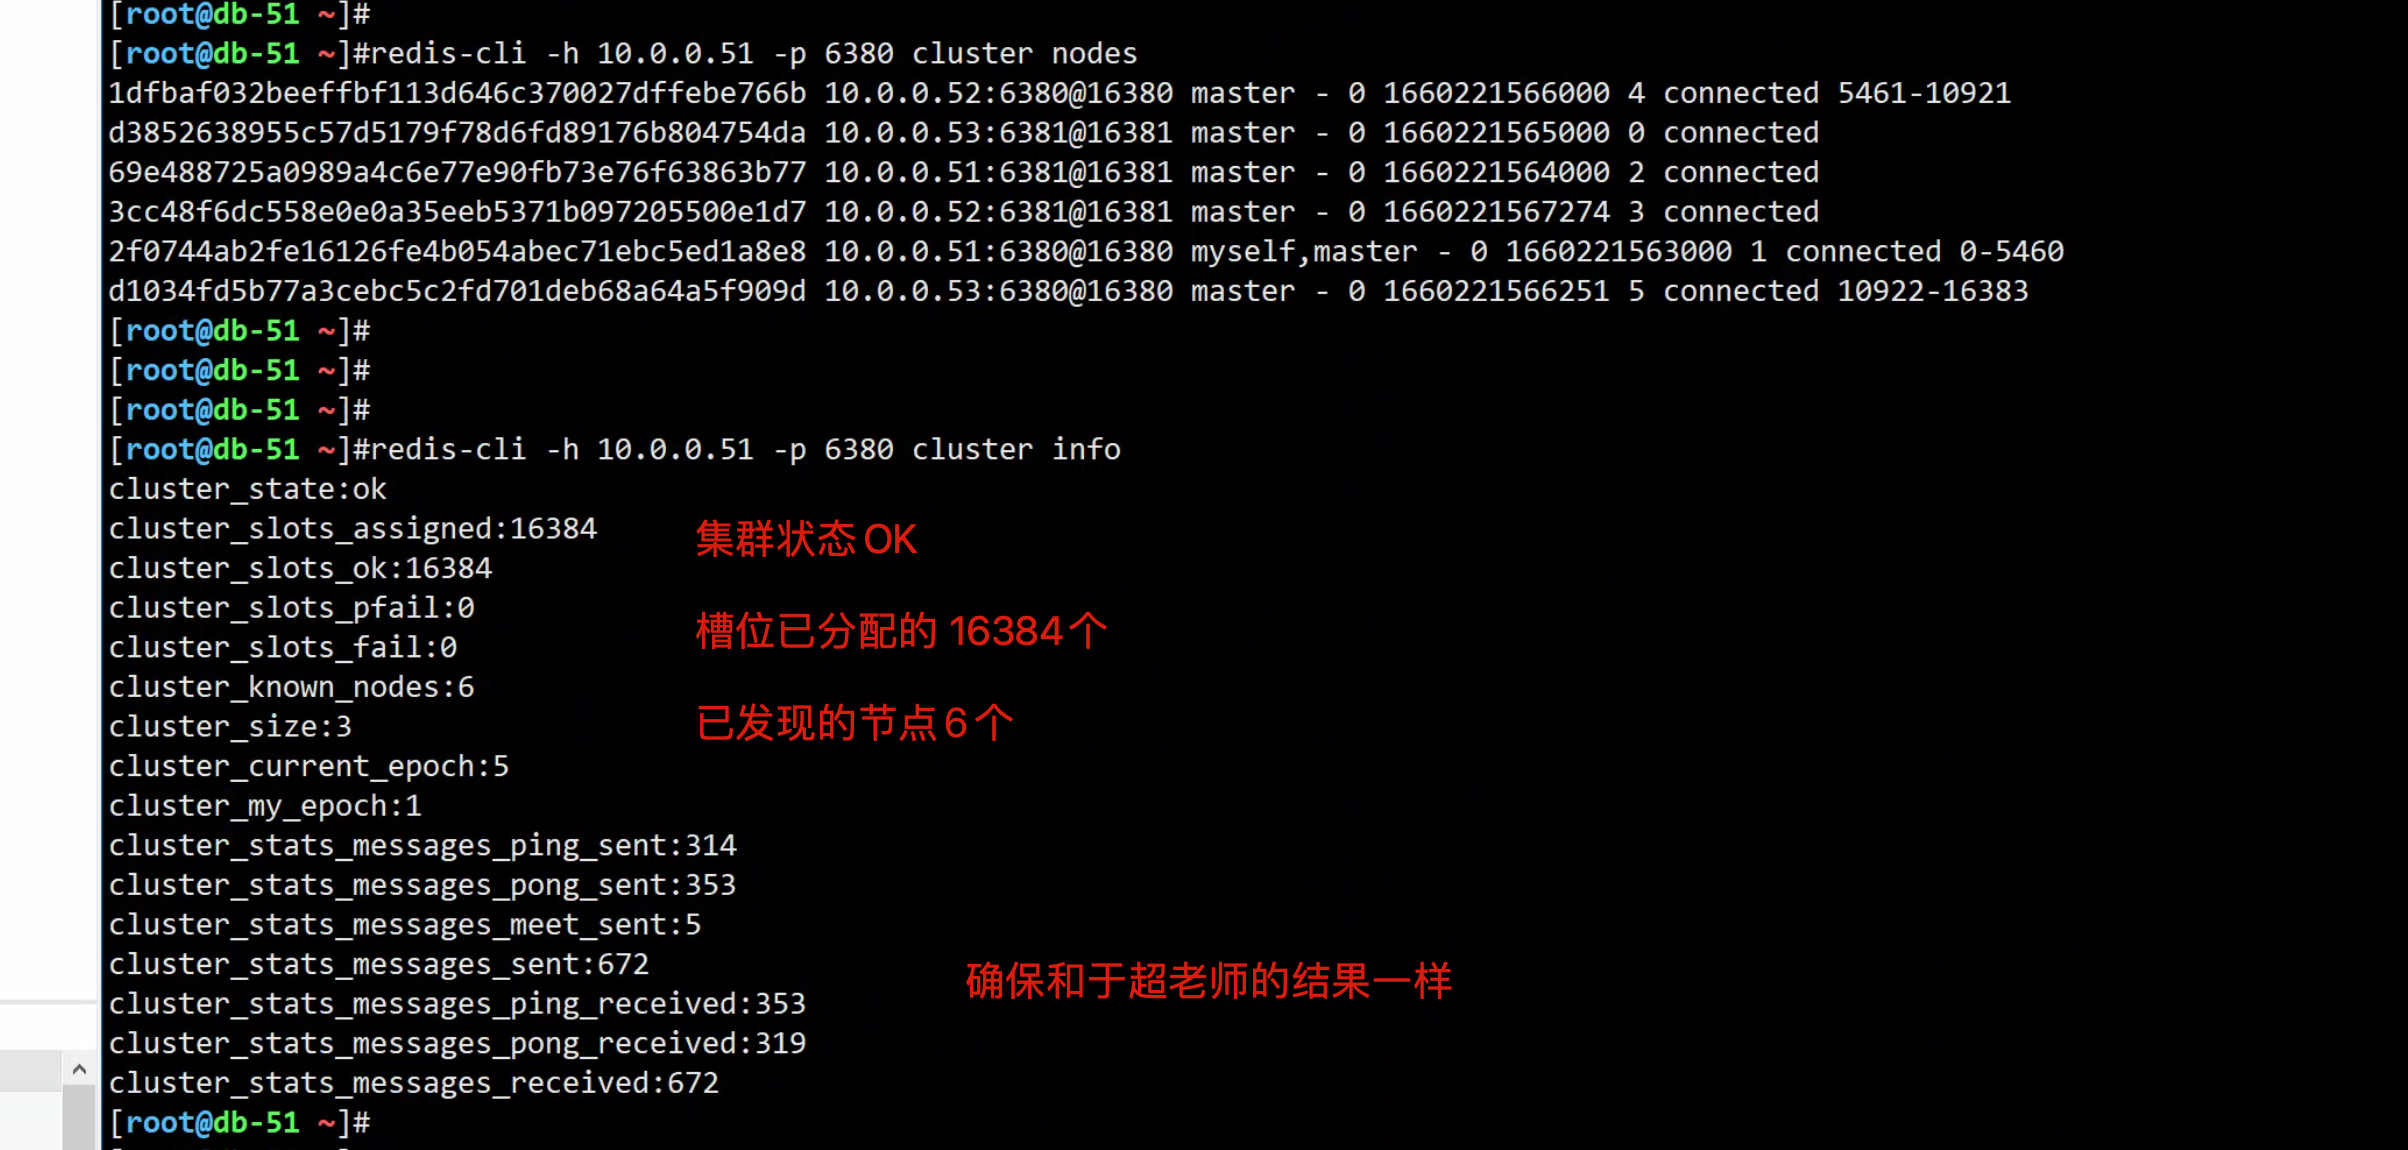 [root@db-51 ~]#
[root@db-51 ~]#redis-cli -h 10.0.0.51 -p 6380 cluster nodes
1dfbaf032beeffbf113d646c370027dffebe766b 10.0.0.52:6380@16380 master - 0 1660221566000 4 connected 5461-10921
d3852638955c57d5179f78d6fd89176b804754da 10.0.0.53:6381@16381 master - 0 1660221565000 0 connected
69e488725a0989a4c6e77e90fb73e76f63863b77 10.0.0.51:6381@16381 master - 0 1660221564000 2 connected
3cc48f6dc558e0e0a35eeb5371b097205500e1d7 10.0.0.52:6381@16381 master - 0 1660221567274 3 connected
2f0744ab2fe16126fe4b054abec71ebc5ed1a8e8 10.0.0.51:6380@16380 myself,master - 0 1660221563000 1 connected 0-5460
d1034fd5b77a3cebc5c2fd701deb68a64a5f909d 10.0.0.53:6380@16380 master - 0 1660221566251 5 connected 10922-16383
[root@db-51 ~]#
[root@db-51 ~]#
[root@db-51 ~]#
[root@db-51 ~]#redis-cli -h 10.0.0.51 -p 6380 cluster info
cluster_state:ok
cluster_slots_assigned:16384
集群状态OK
cluster_slots_ok:16384
cluster_slots_pfail:0
槽位已分配的 16384个
cluster_slots_fail:0
cluster_known_nodes:6
已发现的节点6个
cluster_size:3
cluster_current_epoch:5
cluster_my_epoch:1
cluster_stats_messages_ping_sent:314
cluster_stats_messages_pong_sent:353
cluster_stats_messages_meet_sent:5
cluster_stats_messages_sent:672
确保和于超老师的结果一样
cluster_stats_messages_ping_received:353
cluster_stats_messages_pong_received:319
cluster_stats_messages_received:672
[root@db-51 ~]#